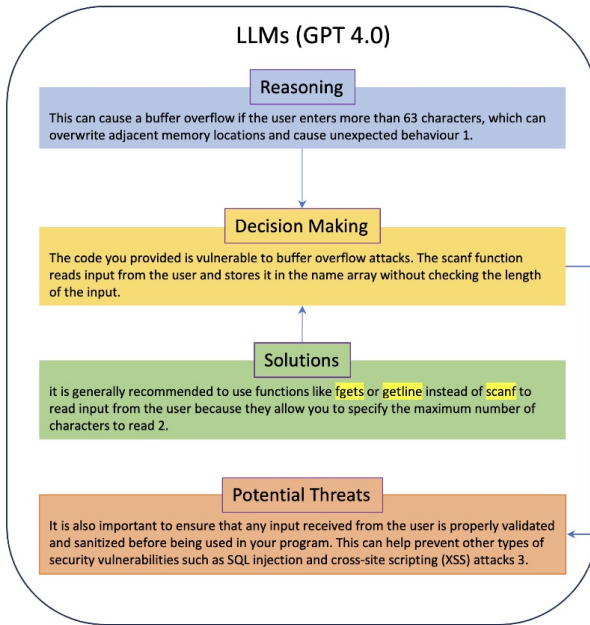 LLMs (GPT 4.0)
Reasoning
This can cause a buffer overflow if the user enters more than 63 characters, which can
overwrite adjacent memory locations and cause unexpected behaviour 1.
Decision Making
The code you provided is vulnerable to buffer overflow attacks. The scanf function
reads input from the user and stores it in the name array without checking the length
of the input.
Solutions
it is generally recommended to use functions like fgets or getline instead of scanf to
read input from the user because they allow you to specify the maximum number of
characters to read 2.
Potential Threats
It is also important to ensure that any input received from the user is properly validated
and sanitized before being used in your program. This can help prevent other types of
security vulnerabilities such as SQL injection and cross-site scripting (XSS) attacks 3.